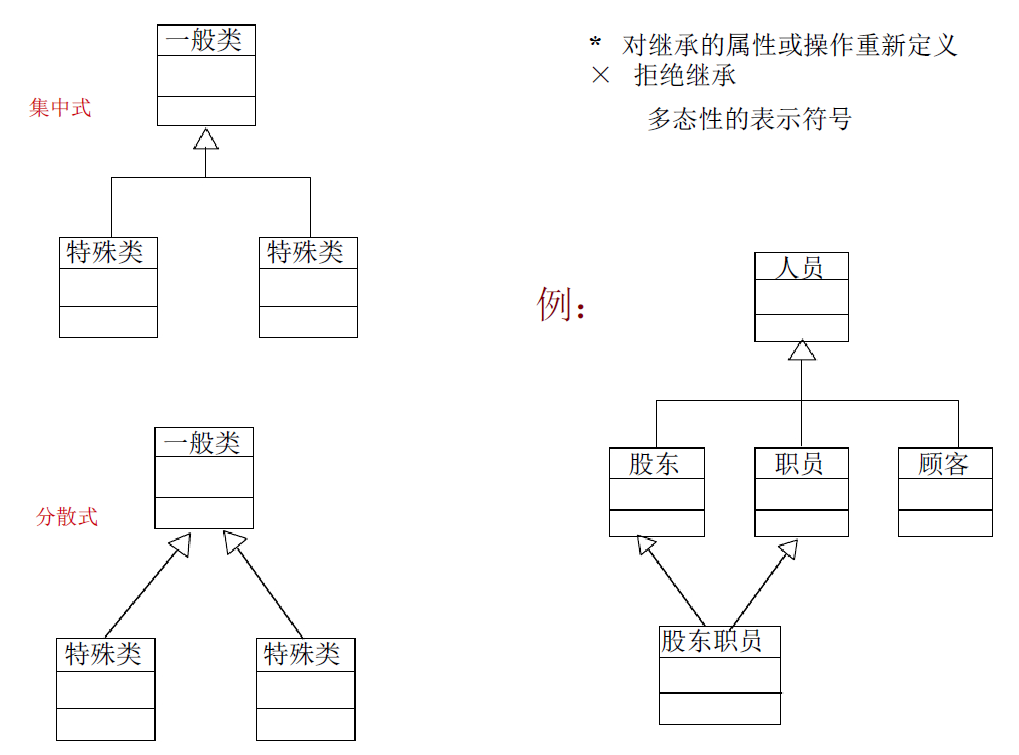 一般类
集中式
特殊类
特殊类
* 对继承的属性或操作重新定义
× 拒绝继承
多态性的表示符号
一般类
分散式
特殊类
特殊类
例：
人员
股东
职员
顾客
股东职员